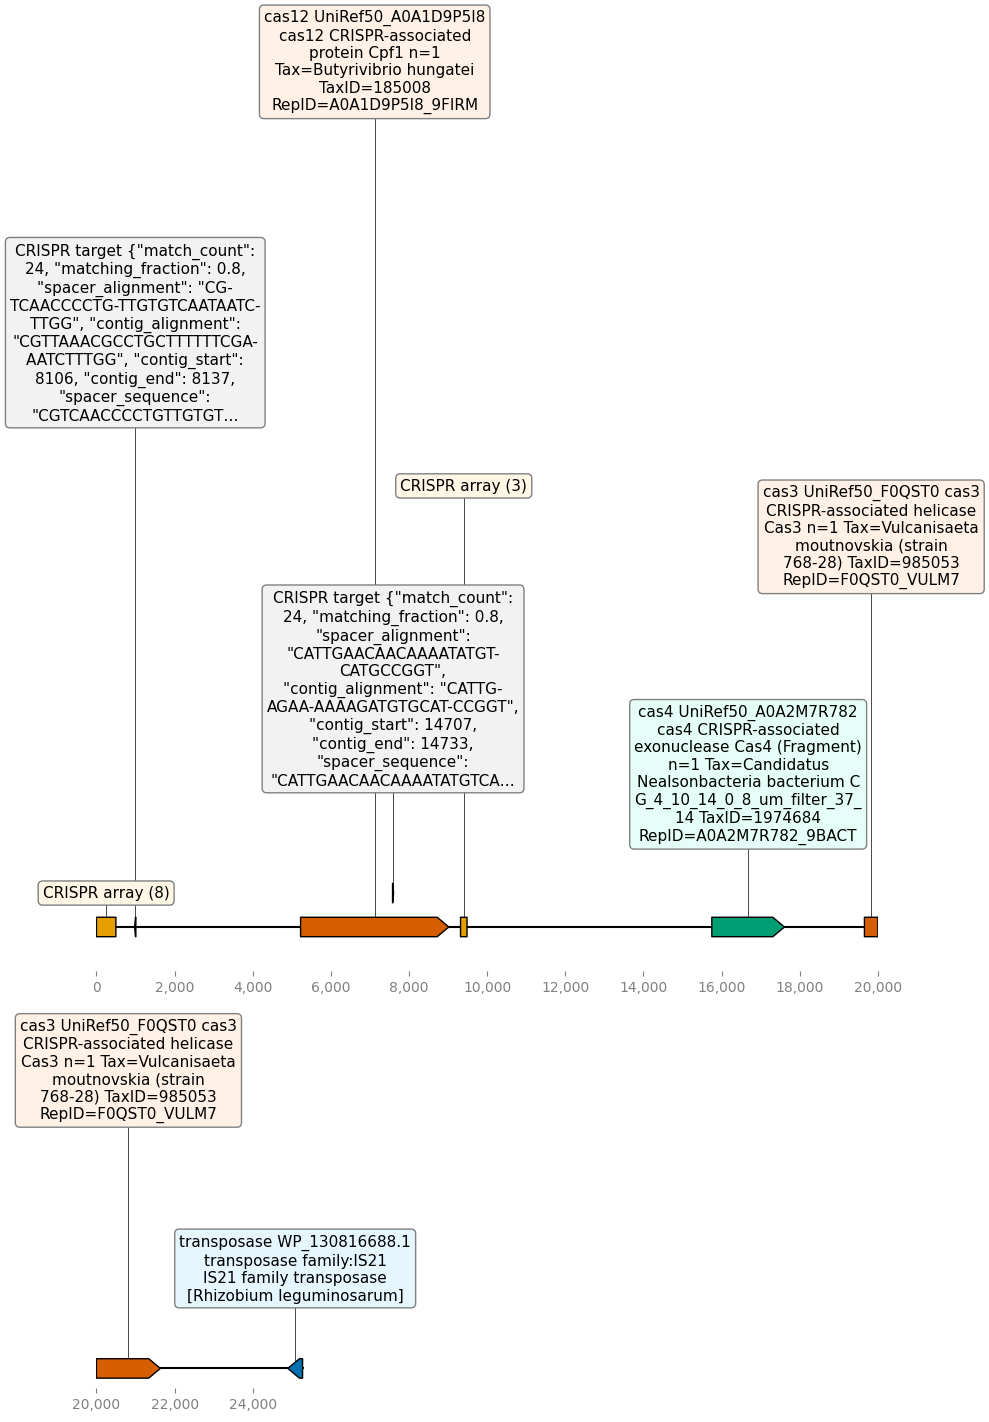 cas12 UniRef50_A0A1D9P5I8
cas12 CRISPR-associated
protein Cpf1 n=1
Tax=Butyrivibrio hungatei
TaxID=185008
RepID=A0A1D9P5I8_9FIRM
CRISPR target {"match_count":
24, "matching_fraction": 0.8,
"spacer_alignment": "CG-
TCAACCCCTG-TTGTGTCAATAATC-
TTGG", "contig_alignment":
"CGTTAAACGCCTGCTTTTTTCGA-
AATCTTTGG", "contig_start":
8106, "contig_end": 8137,
"spacer_sequence":
"CGTCAACCCCTGTTGTGT...
CRISPR array (3)
cas3 UniRef50_F0QST0 cas3
CRISPR-associated helicase
Cas3 n=1 Tax=Vulcanisaeta
moutnovskia (strain
768-28) TaxID=985053
RepID=F0QST0_VULM7
CRISPR target {"match_count":
24, "matching_fraction": 0.8,
"spacer_alignment":
"CATTGAACAACAAAATATGT-
CATGCCGGT",
"contig_alignment": "CATTG-
AGAA-AAAAGATGTGCAT-CCGGT",
"contig_start": 14707,
"contig_end": 14733,
"spacer_sequence":
"CATTGAACAACAAAATATGTCA...
cas4 UniRef50_A0A2M7R782
cas4 CRISPR-associated
exonuclease Cas4 (Fragment)
n=1 Tax=Candidatus
Nealsonbacteria bacterium C
G_4_10_14_0_8_um_filter_37_
14 TaxID=1974684
RepID=A0A2M7R782_9BACT
CRISPR array (8)
0 2,000 4,000 6,000 8,000 10,000 12,000 14,000 16,000 18,000 20,000
cas3 UniRef50_F0QST0 cas3
CRISPR-associated helicase
Cas3 n=1 Tax=Vulcanisaeta
moutnovskia (strain
768-28) TaxID=985053
RepID=F0QST0_VULM7
transposase WP_130816688.1
transposase family:IS21
IS21 family transposase
[Rhizobium leguminosarum]
20,000 22,000 24,000